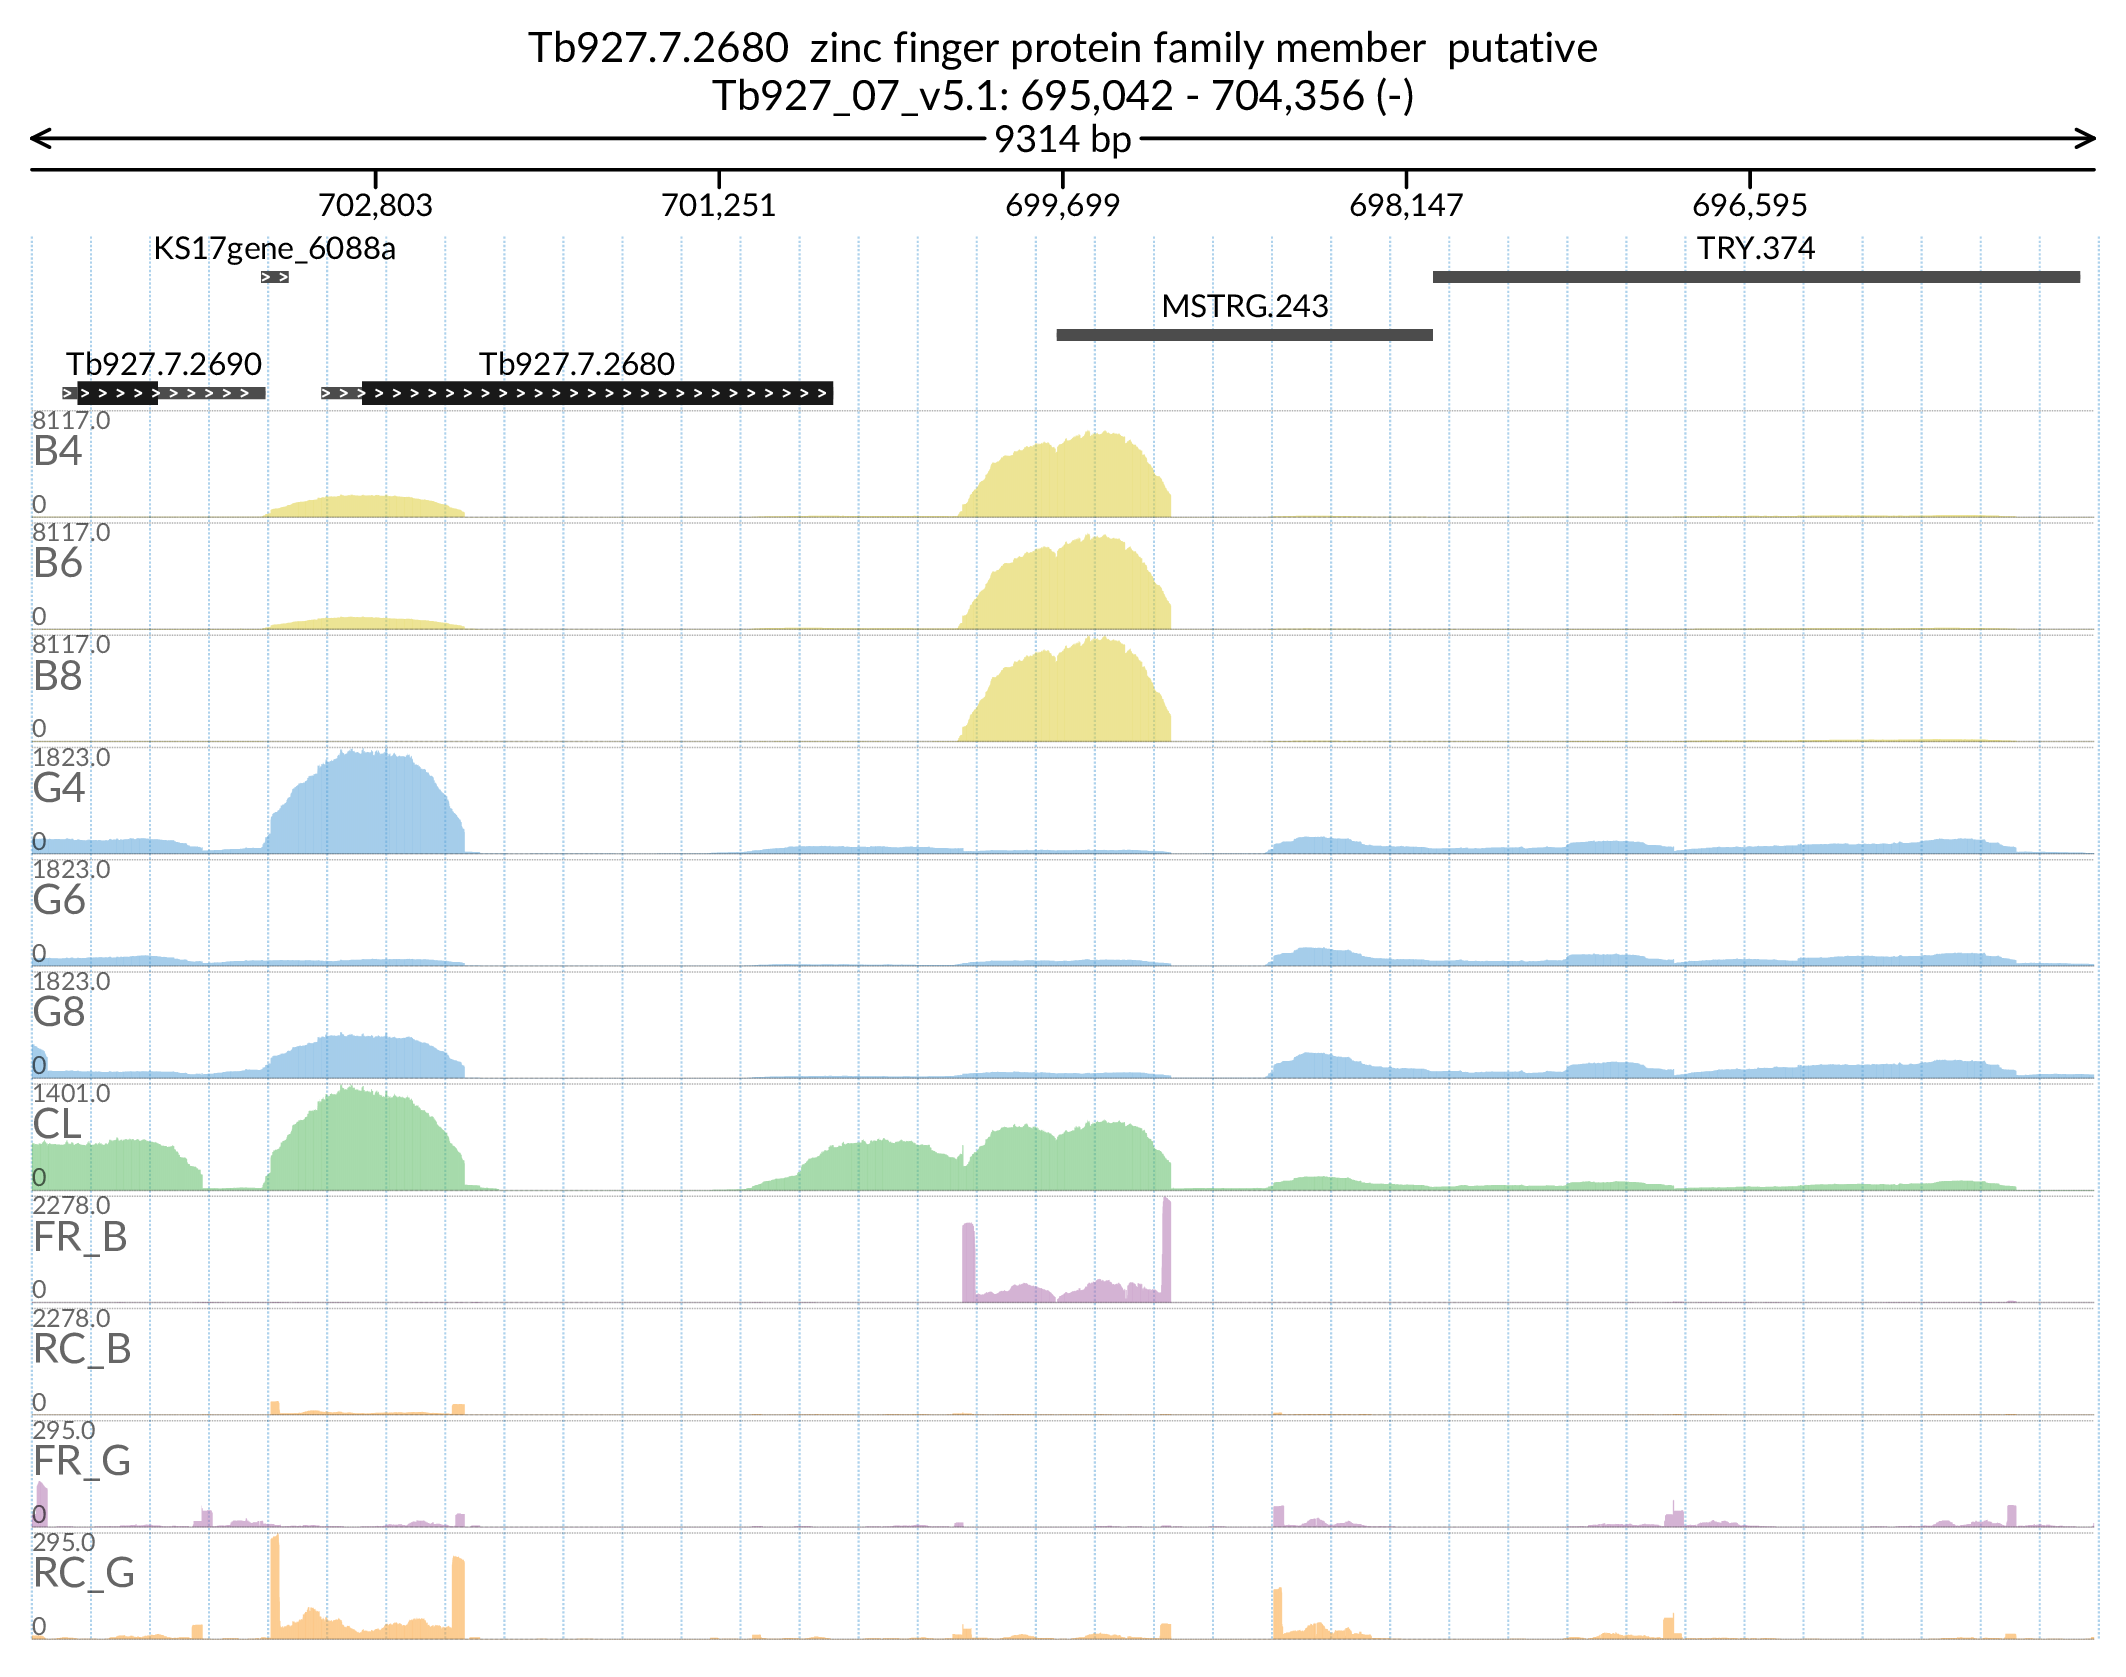 Tb927.7.2680  zinc finger protein family member  putative
Tb927_07_v5.1: 695,042 - 704,356 (-)
9314 bp
702,803 701,251 699,699 698,147 696,595
KS17gene_6088a TRY.374
MSTRG.243
Tb927.7.2690 Tb927.7.2680
8117.0
B4
0
8117.0
B6
0
8117.0
B8
0
1823.0
G4
0
1823.0
G6
0
1823.0
G8
0
1401.0
CL
0
2278.0
FR_B
0
2278.0
RC_B
0
295.0
FR_G
0
295.0
RC_G
0